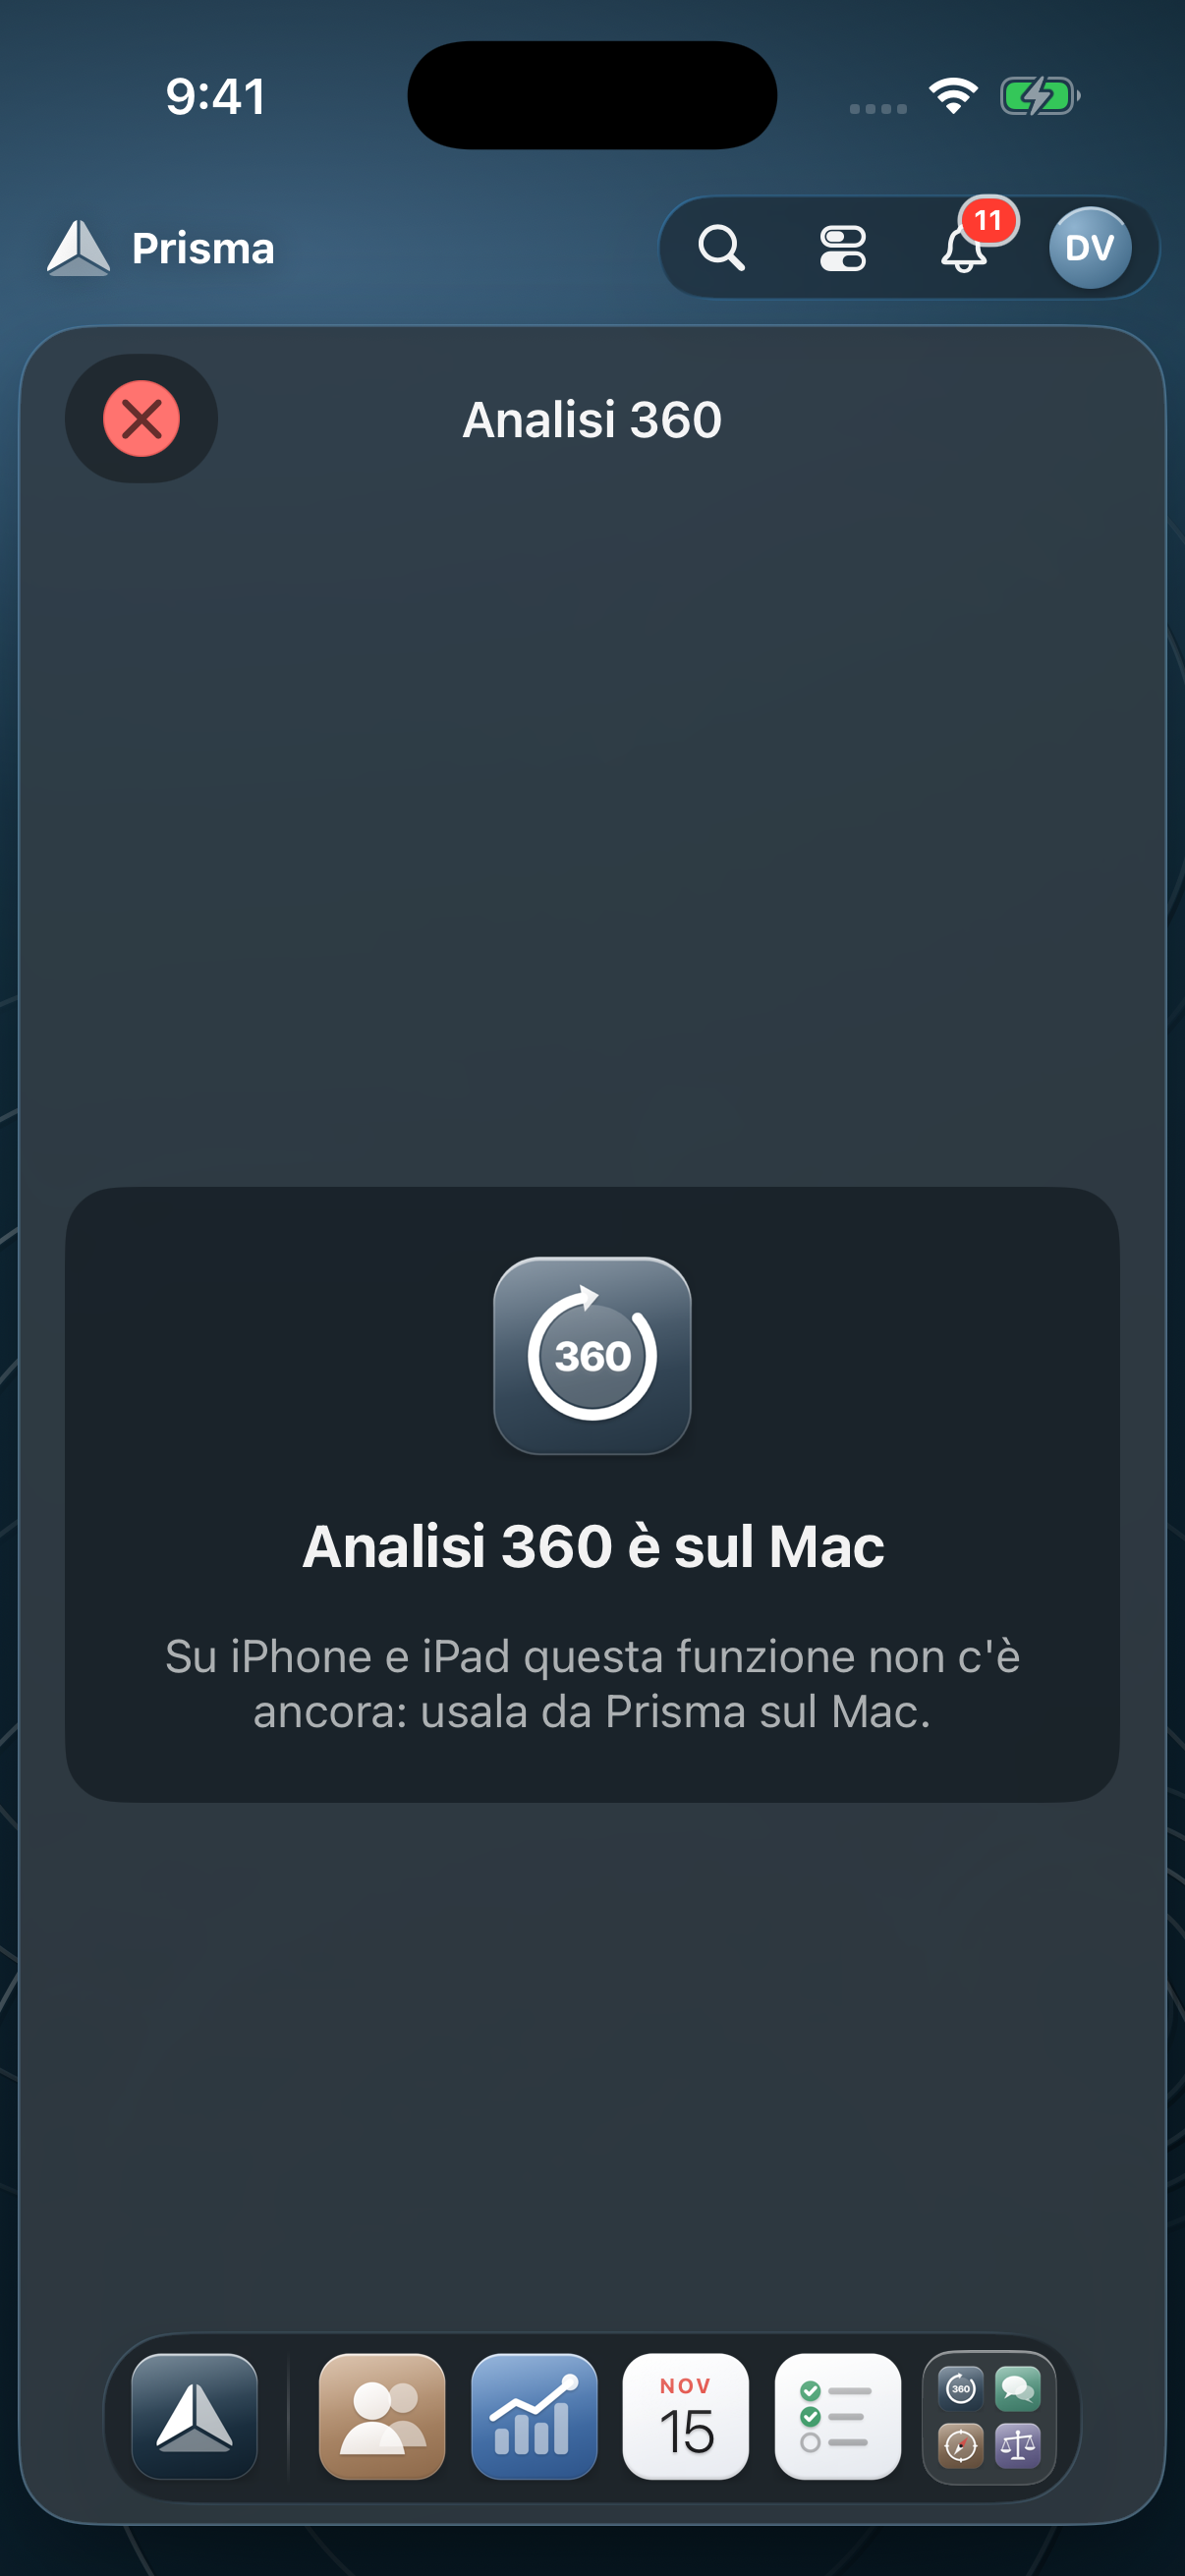 9:41
Prisma
11
DV
Analisi 360
360
Analisi 360 è sul Mac
Su iPhone e iPad questa funzione non c'è
ancora: usala da Prisma sul Mac.
NOV
15
360